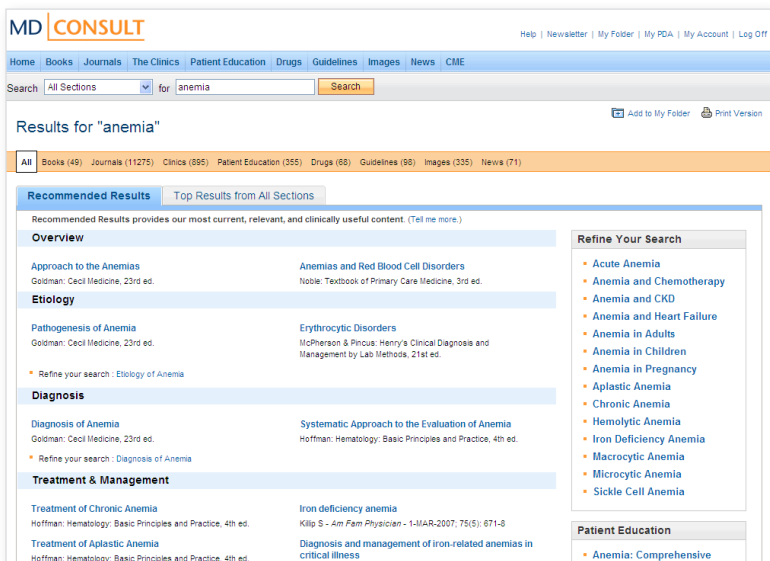 MD CONSULT
Help | Newsletter | My Folder | My PDA | My Account | Log Off
Home Books Journals The Clinics Patient Education Drugs Guidelines Images News CME
Search All Sections for anemia Search
Add to My Folder Print Version
Results for "anemia"
All Books (49) Journals (11275) Clinics (895) Patient Education (355) Drugs (68) Guidelines (98) Images (335) News (71)
Recommended Results Top Results from All Sections
Recommended Results provides our most current, relevant, and clinically useful content. (Tell me more.)
Overview
Approach to the Anemias
Goldman: Cecil Medicine, 23rd ed.
Anemias and Red Blood Cell Disorders
Noble: Textbook of Primary Care Medicine, 3rd ed.
Etiology
Pathogenesis of Anemia
Goldman: Cecil Medicine, 23rd ed.
Erythrocytic Disorders
McPherson & Pincus: Henry's Clinical Diagnosis and
Management by Lab Methods, 21st ed.
Refine your search : Etiology of Anemia
Diagnosis
Diagnosis of Anemia
Goldman: Cecil Medicine, 23rd ed.
Systematic Approach to the Evaluation of Anemia
Hoffman: Hematology: Basic Principles and Practice, 4th ed.
Refine your search : Diagnosis of Anemia
Treatment & Management
Treatment of Chronic Anemia
Hoffman: Hematology: Basic Principles and Practice, 4th ed.
Iron deficiency anemia
Killip S - Am Fam Physician - 1-MAR-2007; 75(5): 671-8
Treatment of Aplastic Anemia
Hoffman: Hematology: Basic Principles and Practice, 4th ed.
Diagnosis and management of iron-related anemias in
critical illness
Refine Your Search
Acute Anemia
Anemia and Chemotherapy
Anemia and CKD
Anemia and Heart Failure
Anemia in Adults
Anemia in Children
Anemia in Pregnancy
Aplastic Anemia
Chronic Anemia
Hemolytic Anemia
Iron Deficiency Anemia
Macrocytic Anemia
Microcytic Anemia
Sickle Cell Anemia
Patient Education
Anemia: Comprehensive